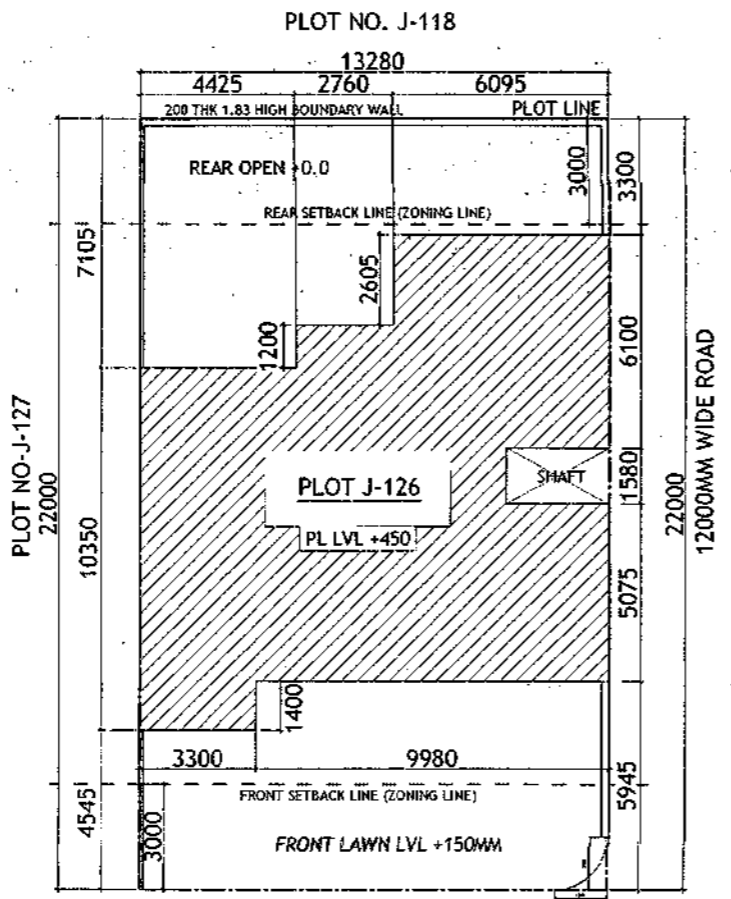 PLOT NO. J-118
13280
4425 2760 6095
200 THK 1.83 HIGH BOUNDARY WALL
PLOT LINE
REAR OPEN +0.0
3000
3300
REAR SETBACK LINE (ZONING LINE)
7105
2605
1200
6100
PLOT NO-J-127
22000
10350
PLOT J-126
PL LVL +450
SHAFT
1580
22000
12000MM WIDE ROAD
5075
1400
3300 9980
4545
5945
FRONT SETBACK LINE (ZONING LINE)
3000
FRONT LAWN LVL +150MM